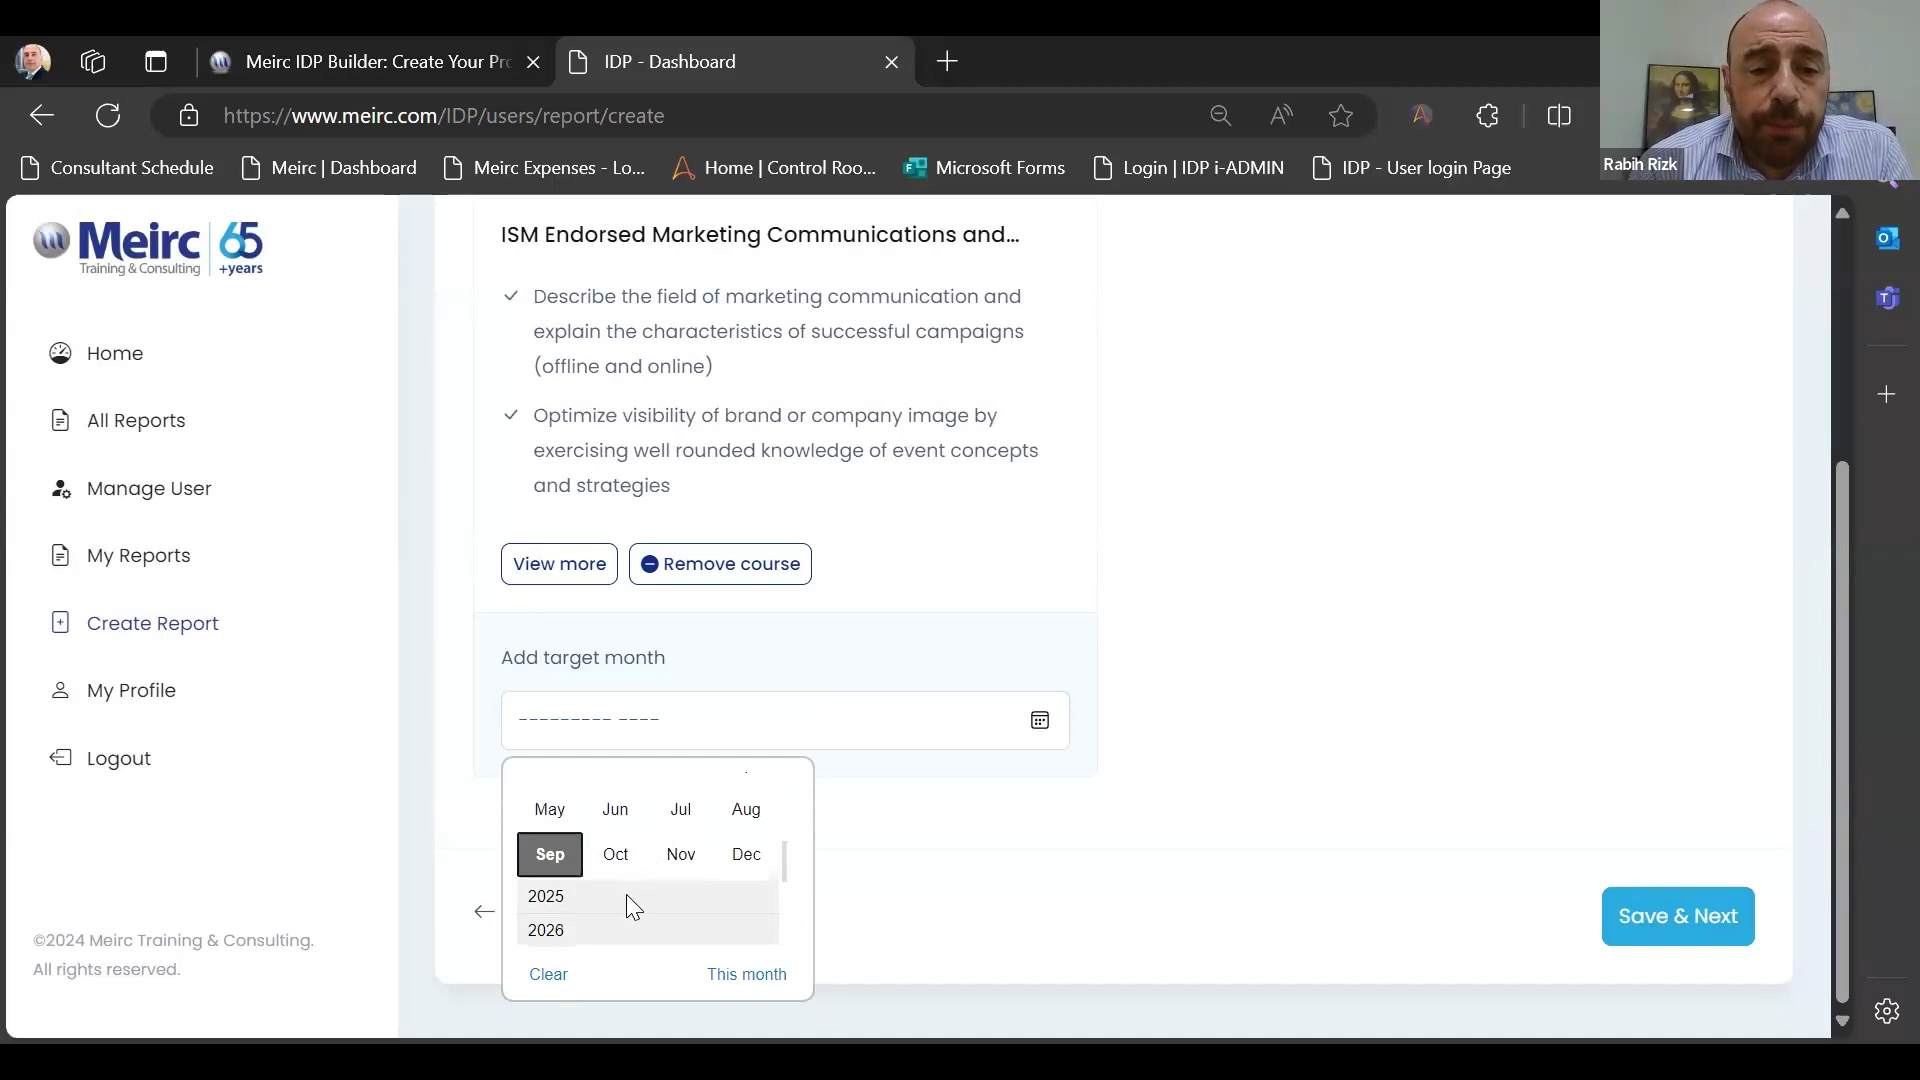 Meirc IDP Builder: Create Your Pro
IDP - Dashboard
https://www.meirc.com/IDP/users/report/create
Consultant Schedule
Meirc | Dashboard
Meirc Expenses - Lo...
Home | Control Roo...
Microsoft Forms
Login | IDP i-ADMIN
IDP - User login Page
Rabih Rizk
Meirc 65
Training & Consulting +years
Home
All Reports
Manage User
My Reports
Create Report
My Profile
Logout
©2024 Meirc Training & Consulting.
All rights reserved.
ISM Endorsed Marketing Communications and...
Describe the field of marketing communication and
explain the characteristics of successful campaigns
(offline and online)
Optimize visibility of brand or company image by
exercising well rounded knowledge of event concepts
and strategies
View more
Remove course
Add target month
--------- ----
May Jun Jul Aug
Sep Oct Nov Dec
2025
2026
Clear This month
Save & Next